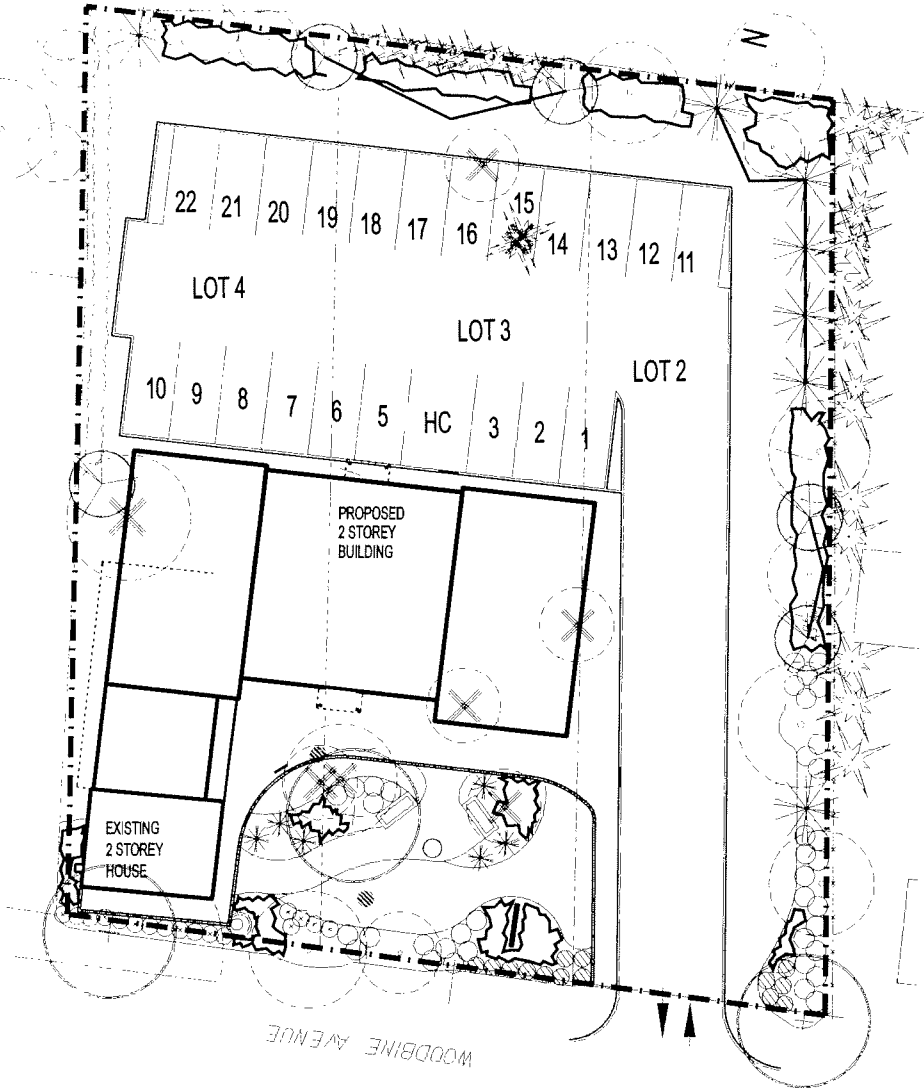 N
22 21 20 19 18 17 16 15 14 13 12 11
LOT 4
LOT 3
LOT 2
10 9 8 7 6 5 HC 3 2 1
PROPOSED
2 STOREY
BUILDING
EXISTING
2 STOREY
HOUSE
WOODBINE AVENUE